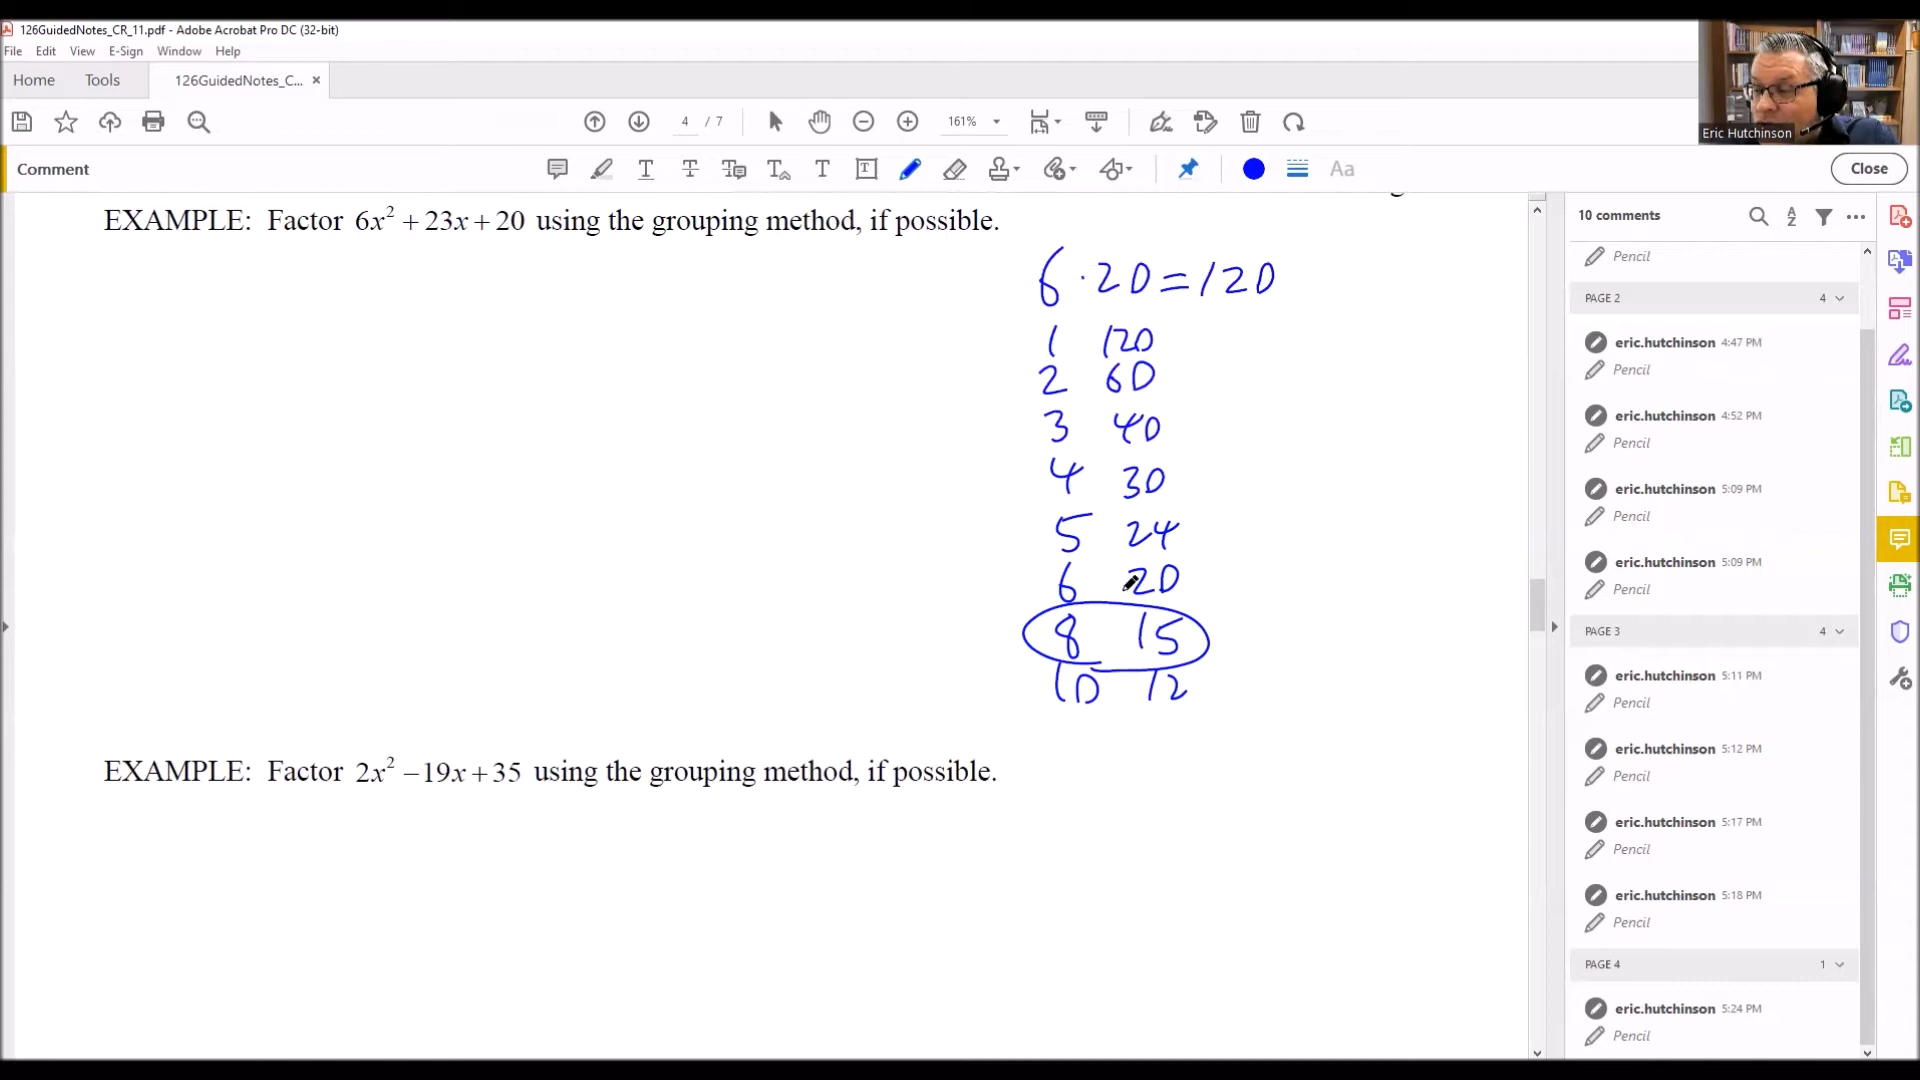 126GuidedNotes_CR_11.pdf - Adobe Acrobat Pro DC (32-bit)
File Edit View E-Sign Window Help
Home Tools 126GuidedNotes_C... ×
4 / 7 161%
Eric Hutchinson
Comment
Aa
Close
EXAMPLE: Factor 6x² + 23x + 20 using the grouping method, if possible.
6 · 20 = 120
1 120
2 60
3 40
4 30
5 24
6 20
8 15
10 12
EXAMPLE: Factor 2x² − 19x + 35 using the grouping method, if possible.
10 comments
Pencil
PAGE 2 4
eric.hutchinson 4:47 PM
Pencil
eric.hutchinson 4:52 PM
Pencil
eric.hutchinson 5:09 PM
Pencil
eric.hutchinson 5:09 PM
Pencil
PAGE 3 4
eric.hutchinson 5:11 PM
Pencil
eric.hutchinson 5:12 PM
Pencil
eric.hutchinson 5:17 PM
Pencil
eric.hutchinson 5:18 PM
Pencil
PAGE 4 1
eric.hutchinson 5:24 PM
Pencil